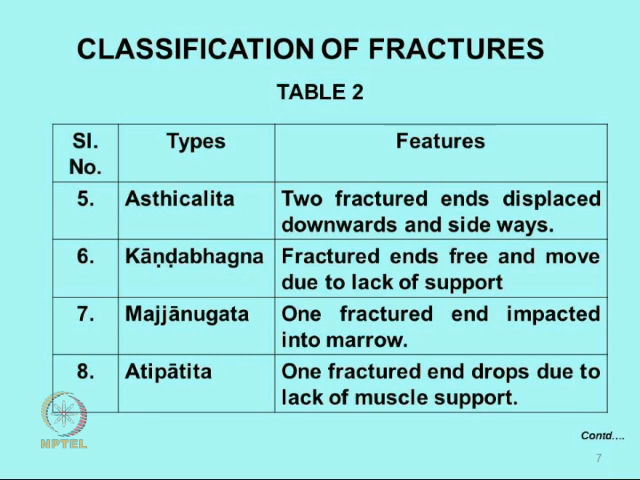 CLASSIFICATION OF FRACTURES
TABLE 2
Sl. No. Types Features
5. Asthicalita Two fractured ends displaced downwards and side ways.
6. Kāṇḍabhagna Fractured ends free and move due to lack of support
7. Majjānugata One fractured end impacted into marrow.
8. Atipātita One fractured end drops due to lack of muscle support.
NPTEL
Contd….
7